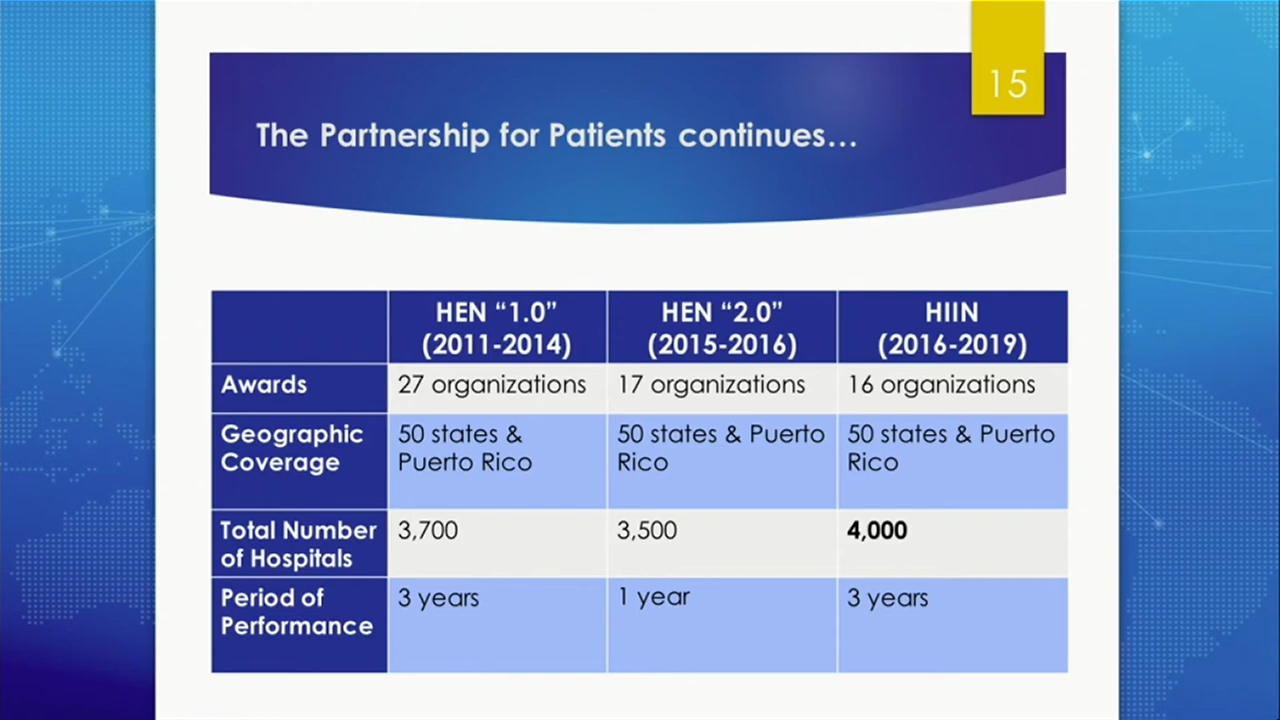 15
The Partnership for Patients continues…
HEN “1.0” HEN “2.0” HIIN
(2011-2014) (2015-2016) (2016-2019)
Awards 27 organizations 17 organizations 16 organizations
Geographic 50 states & 50 states & Puerto 50 states & Puerto
Coverage Puerto Rico Rico Rico
Total Number 3,700 3,500 4,000
of Hospitals
Period of 3 years 1 year 3 years
Performance